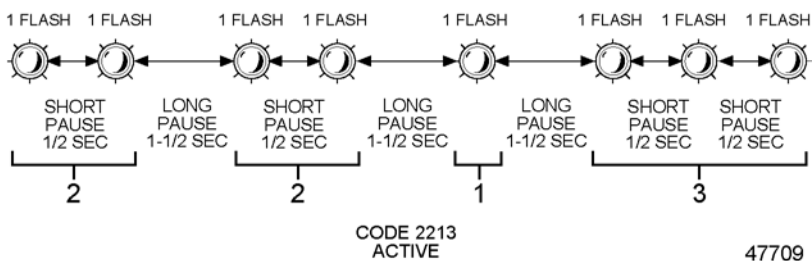 1 FLASH 1 FLASH 1 FLASH 1 FLASH 1 FLASH 1 FLASH 1 FLASH 1 FLASH
SHORT PAUSE 1/2 SEC
LONG PAUSE 1-1/2 SEC
SHORT PAUSE 1/2 SEC
LONG PAUSE 1-1/2 SEC
LONG PAUSE 1-1/2 SEC
SHORT PAUSE 1/2 SEC
SHORT PAUSE 1/2 SEC
2 2 1 3
CODE 2213
ACTIVE
47709